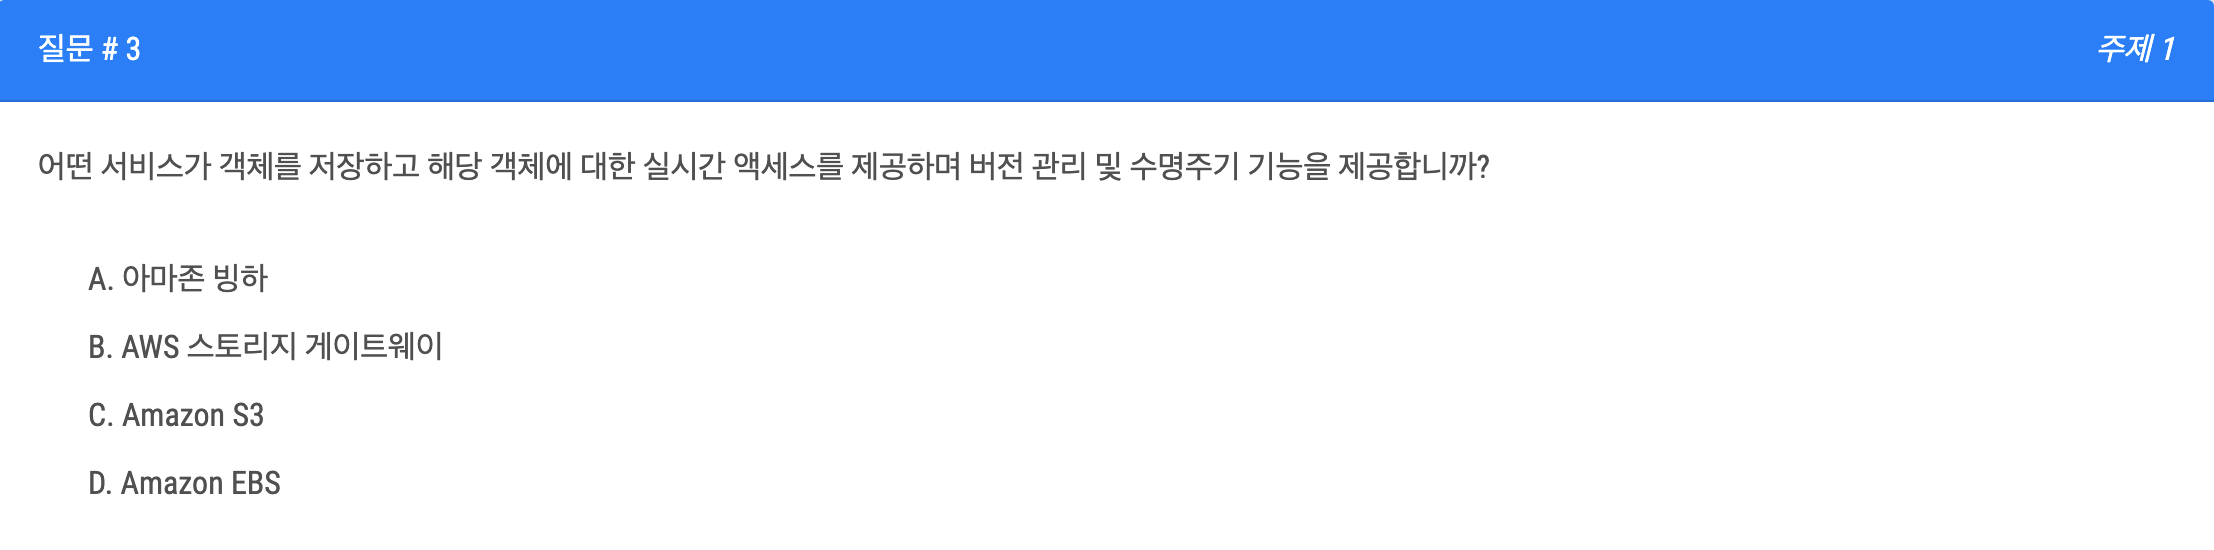 질문 # 3
주제 1
어떤 서비스가 객체를 저장하고 해당 객체에 대한 실시간 액세스를 제공하며 버전 관리 및 수명주기 기능을 제공합니까?
A. 아마존 빙하
B. AWS 스토리지 게이트웨이
C. Amazon S3
D. Amazon EBS